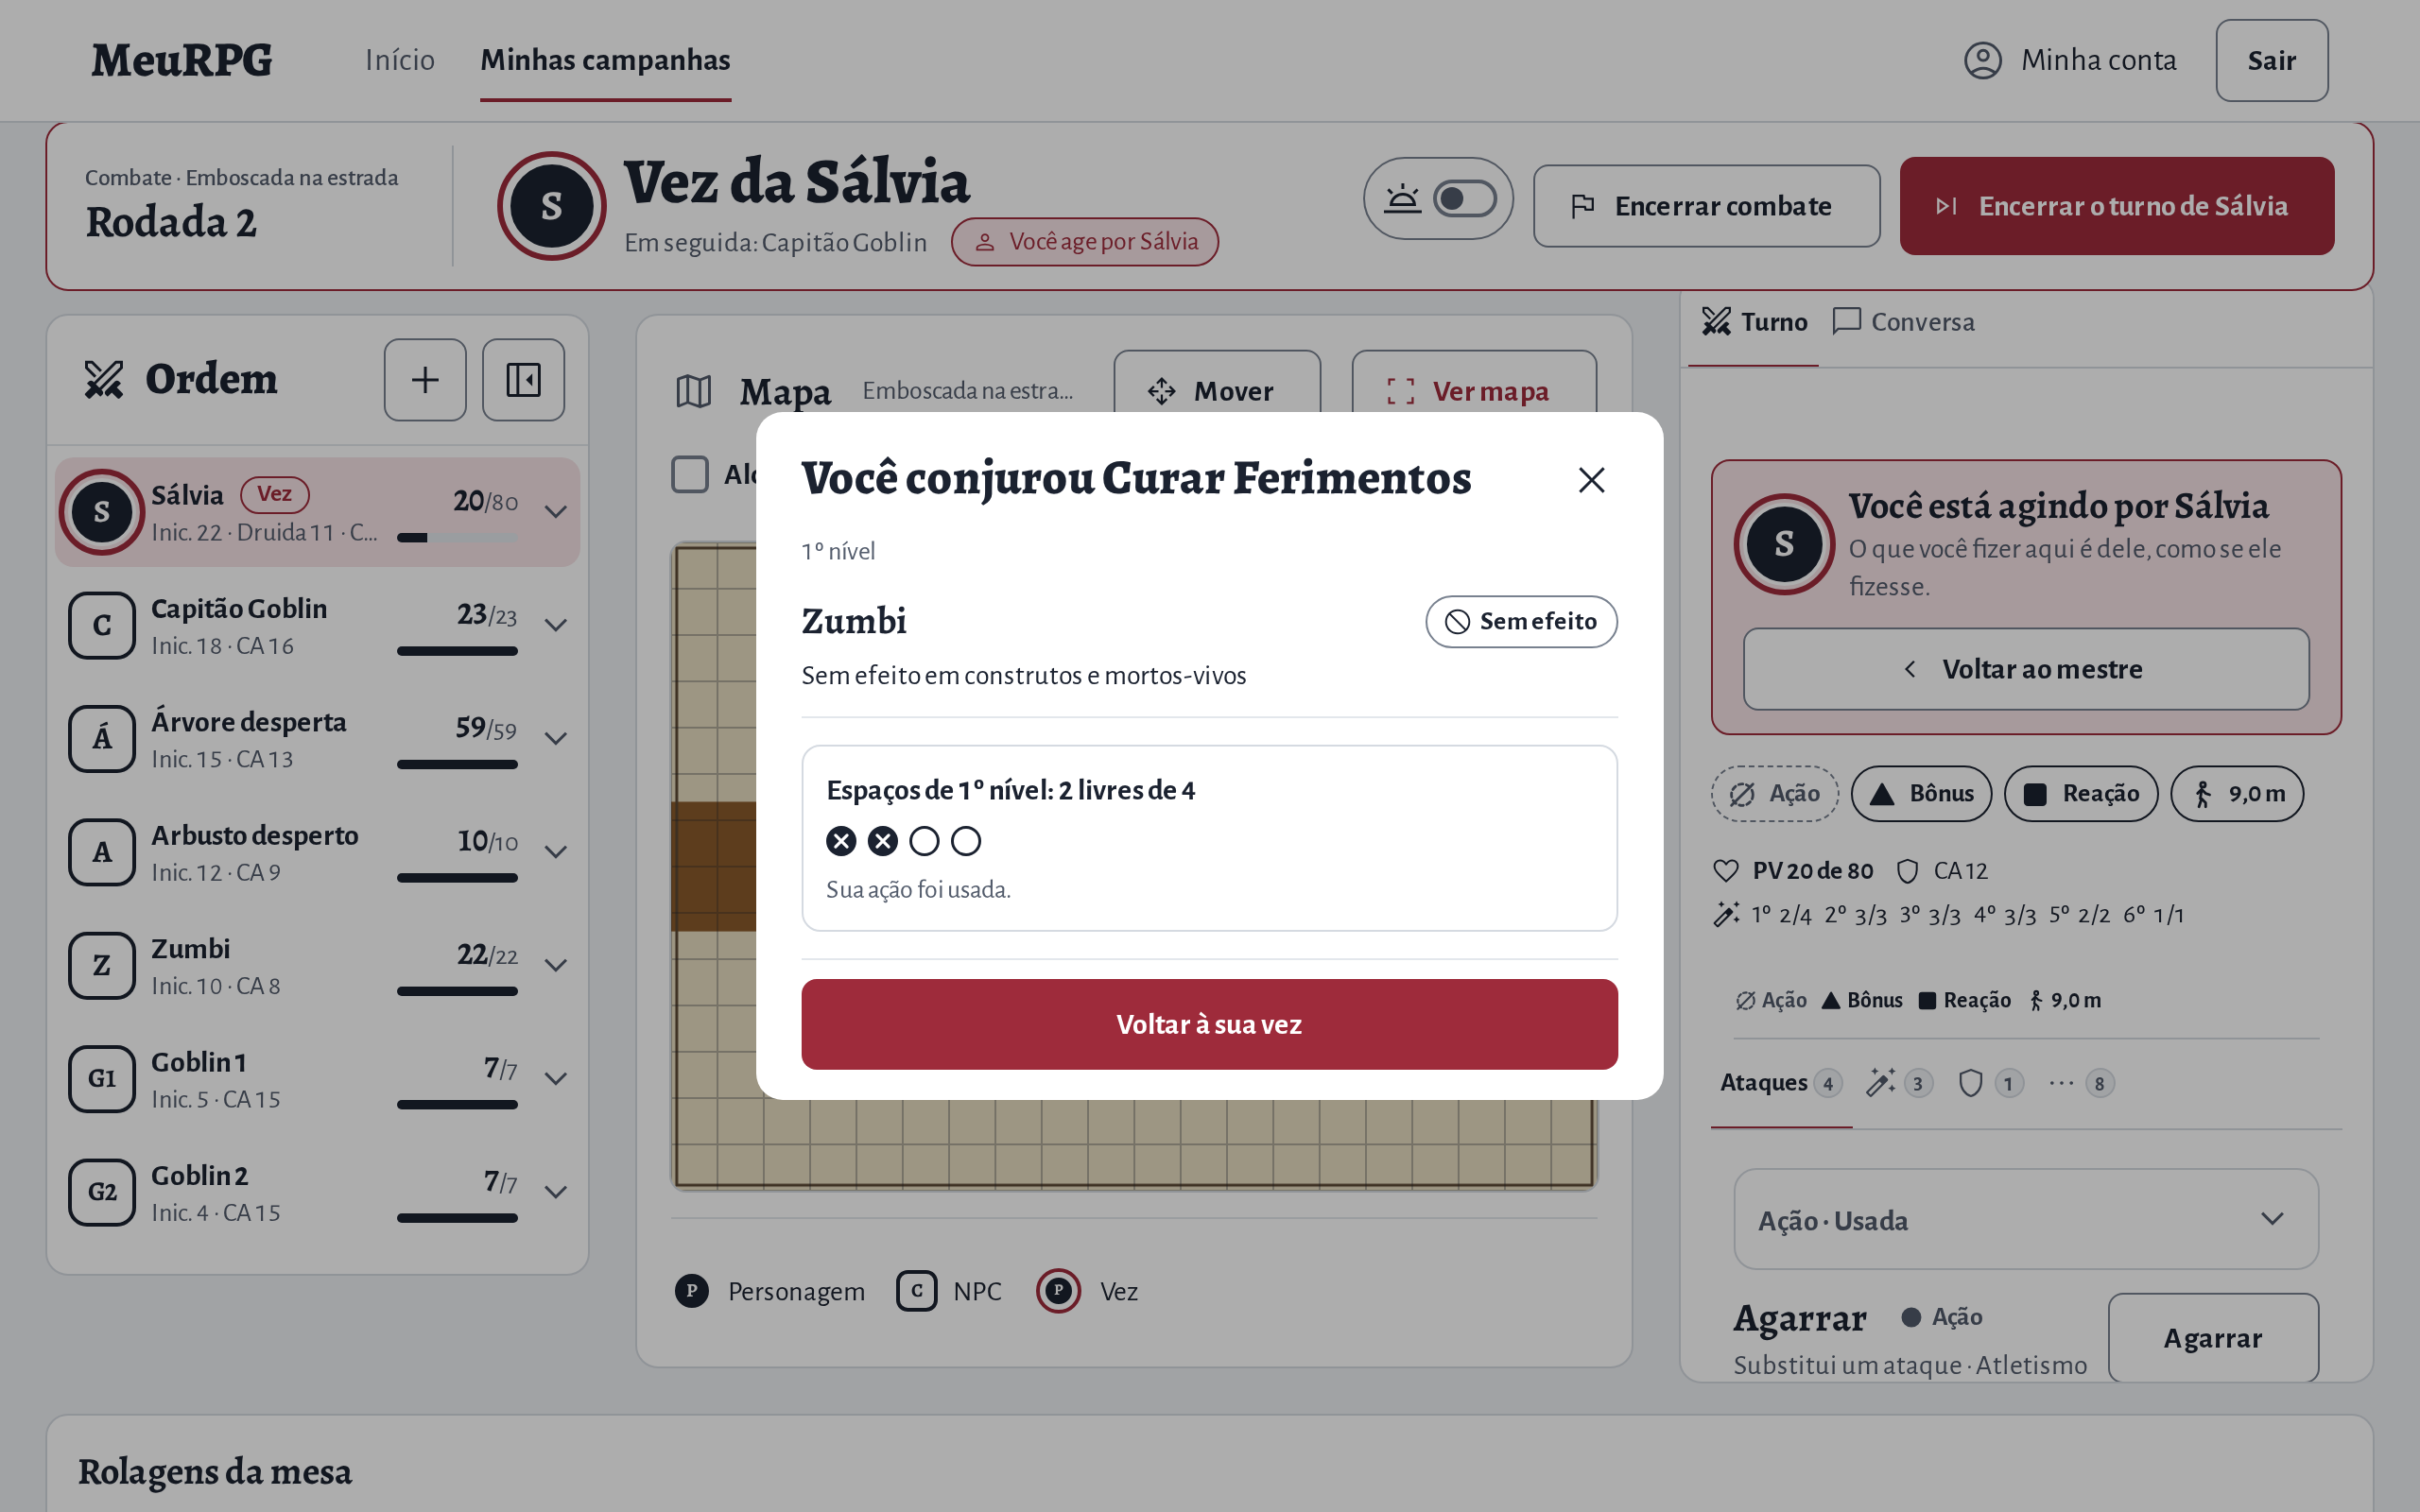 MeuRPG
Início
Minhas campanhas
Minha conta
Sair
Combate · Emboscada na estrada
Rodada 2
S
Vez da Sálvia
Em seguida: Capitão Goblin
Você age por Sálvia
Encerrar combate
Encerrar o turno de Sálvia
Ordem
S
Sálvia
Vez
20/80
Inic. 22 · Druida 11 · C...
C
Capitão Goblin
23/23
Inic. 18 · CA 16
Á
Árvore desperta
59/59
Inic. 15 · CA 13
A
Arbusto desperto
10/10
Inic. 12 · CA 9
Z
Zumbi
22/22
Inic. 10 · CA 8
G1
Goblin 1
7/7
Inic. 5 · CA 15
G2
Goblin 2
7/7
Inic. 4 · CA 15
Mapa
Emboscada na estra...
Mover
Ver mapa
Você conjurou Curar Ferimentos
1º nível
Zumbi
Sem efeito
Sem efeito em construtos e mortos-vivos
Espaços de 1º nível: 2 livres de 4
Sua ação foi usada.
Voltar à sua vez
P
Personagem
C
NPC
P
Vez
Turno
Conversa
S
Você está agindo por Sálvia
O que você fizer aqui é dele, como se ele
fizesse.
Voltar ao mestre
Ação
Bônus
Reação
9,0 m
PV 20 de 80
CA 12
1º 2/4 2º 3/3 3º 3/3 4º 3/3 5º 2/2 6º 1/1
Ação
Bônus
Reação
9,0 m
Ataques 4
3
1
··· 8
Ação · Usada
Agarrar
Ação
Substitui um ataque · Atletismo
Agarrar
Rolagens da mesa